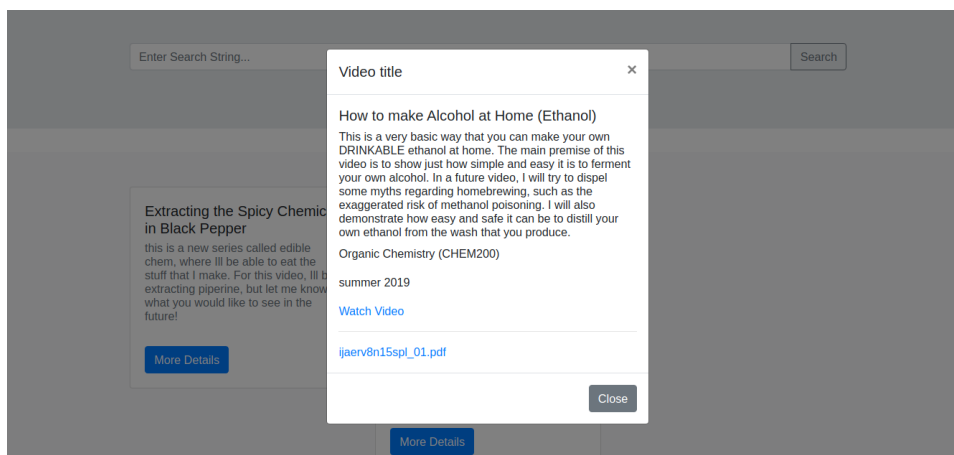 Enter Search String...
Search
Video title
×
How to make Alcohol at Home (Ethanol)
This is a very basic way that you can make your own
DRINKABLE ethanol at home. The main premise of this
video is to show just how simple and easy it is to ferment
your own alcohol. In a future video, I will try to dispel
some myths regarding homebrewing, such as the
exaggerated risk of methanol poisoning. I will also
demonstrate how easy and safe it can be to distill your
own ethanol from the wash that you produce.
Organic Chemistry (CHEM200)
summer 2019
Watch Video
ijaerv8n15spl_01.pdf
Close
Extracting the Spicy Chemic
in Black Pepper
this is a new series called edible
chem, where Ill be able to eat the
stuff that I make. For this video, Ill b
extracting piperine, but let me know
what you would like to see in the
future!
More Details
More Details